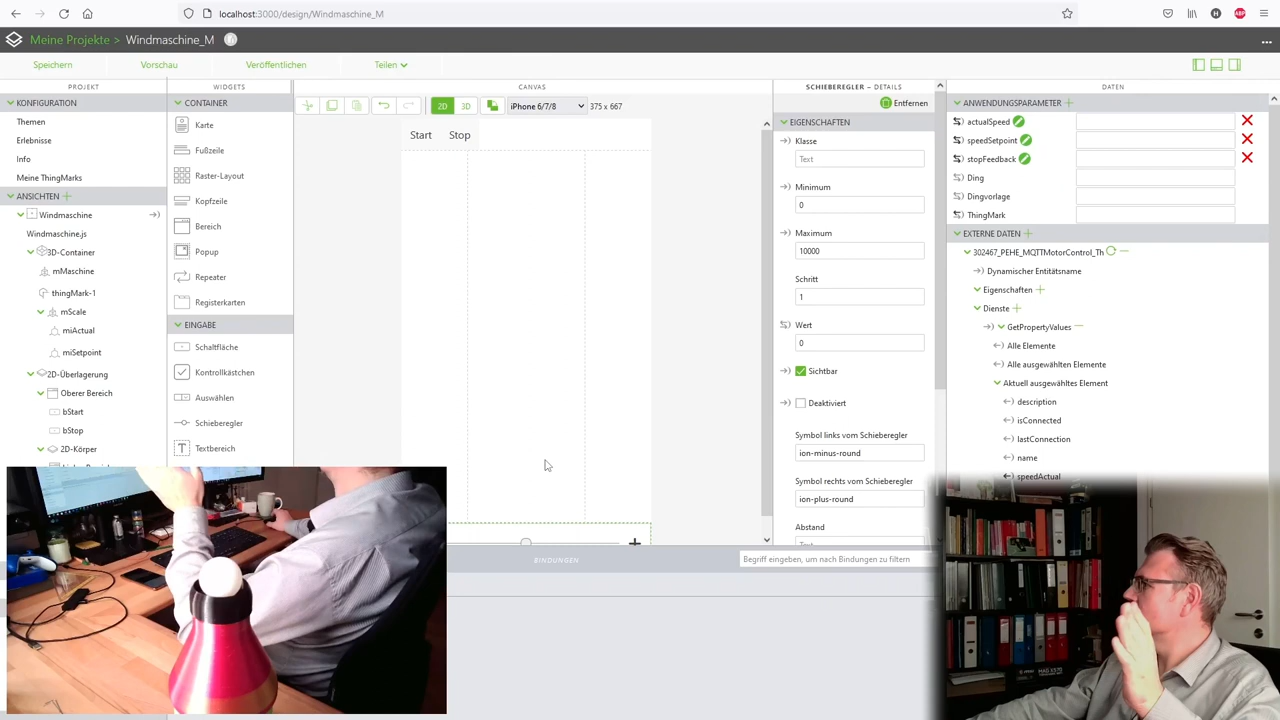 localhost:3000/design/Windmaschine_M
Meine Projekte > Windmaschine_M
Speichern
Vorschau
Veröffentlichen
Teilen
PROJEKT
KONFIGURATION
Themen
Erlebnisse
Info
Meine ThingMarks
ANSICHTEN
Windmaschine
Windmaschine.js
3D-Container
mMaschine
thingMark-1
mScale
miActual
miSetpoint
2D-Überlagerung
Oberer Bereich
bStart
bStop
2D-Körper
WIDGETS
CONTAINER
Karte
Fußzeile
Raster-Layout
Kopfzeile
Bereich
Popup
Repeater
Registerkarten
EINGABE
Schaltfläche
Kontrollkästchen
Auswählen
Schieberegler
Textbereich
CANVAS
2D
3D
iPhone 6/7/8
375 x 667
Start
Stop
BINDUNGEN
Begriff eingeben, um nach Bindungen zu filtern
SCHIEBEREGLER – DETAILS
Entfernen
EIGENSCHAFTEN
Klasse
Text
Minimum
0
Maximum
10000
Schritt
1
Wert
0
Sichtbar
Deaktiviert
Symbol links vom Schieberegler
ion-minus-round
Symbol rechts vom Schieberegler
ion-plus-round
Abstand
DATEN
ANWENDUNGSPARAMETER
actualSpeed
speedSetpoint
stopFeedback
Ding
Dingvorlage
ThingMark
EXTERNE DATEN
302467_PEHE_MQTTMotorControl_Th
Dynamischer Entitätsname
Eigenschaften
Dienste
GetPropertyValues
Alle Elemente
Alle ausgewählten Elemente
Aktuell ausgewähltes Element
description
isConnected
lastConnection
name
speedActual